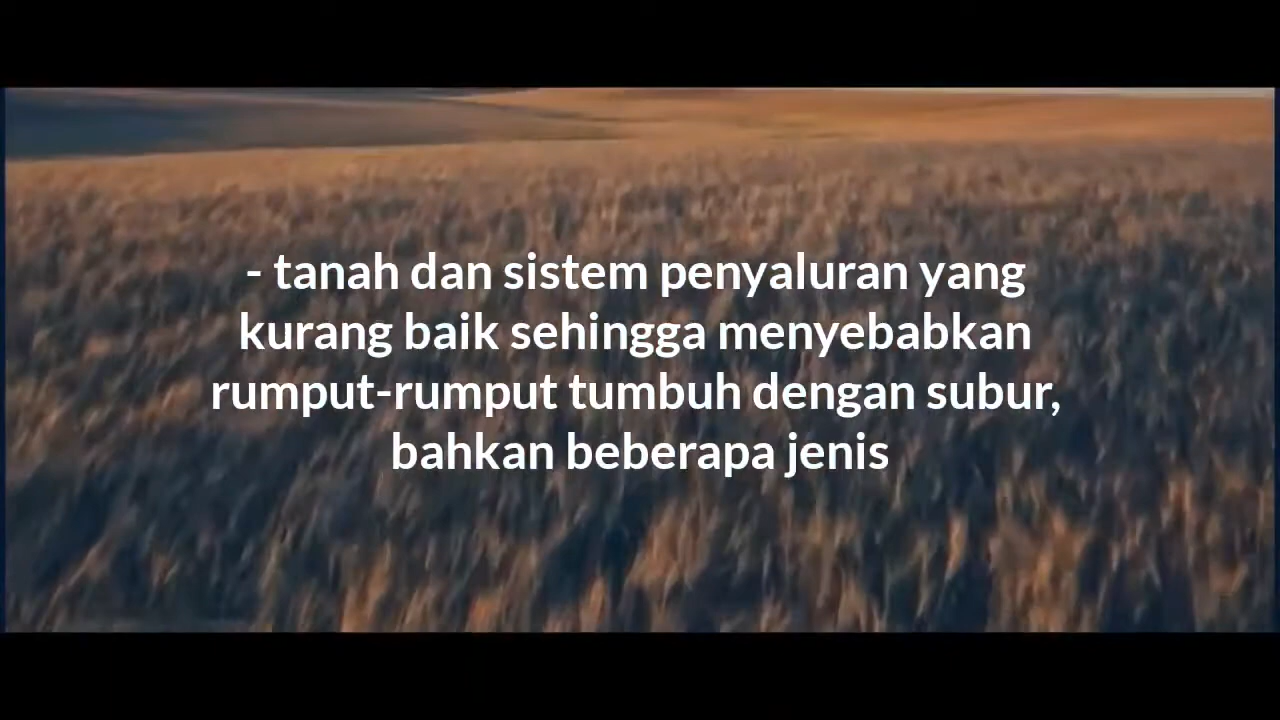 - tanah dan sistem penyaluran yang
kurang baik sehingga menyebabkan
rumput-rumput tumbuh dengan subur,
bahkan beberapa jenis